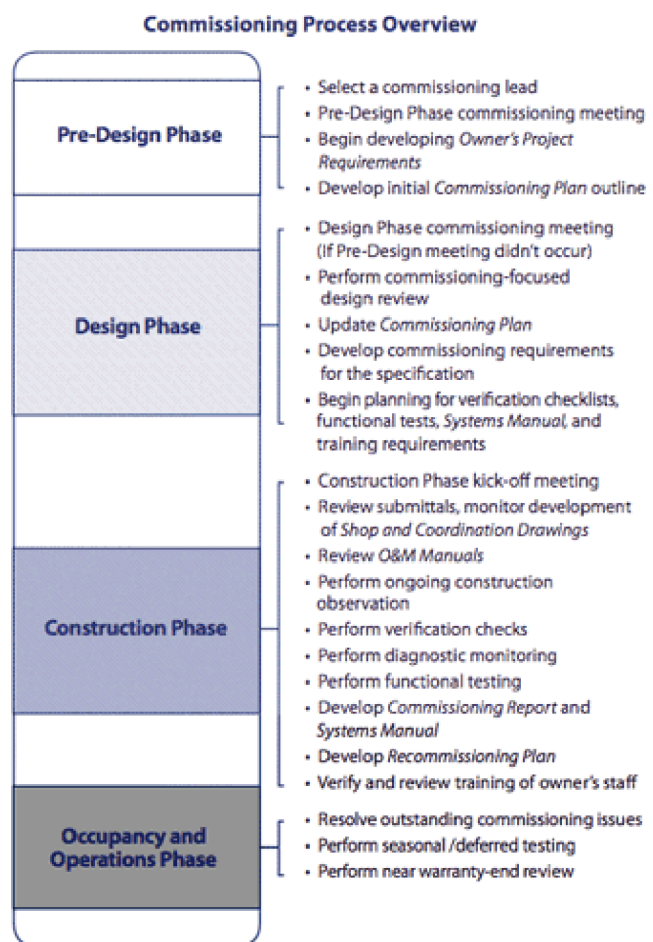 Commissioning Process Overview
Pre-Design Phase
• Select a commissioning lead
• Pre-Design Phase commissioning meeting
• Begin developing Owner's Project
Requirements
• Develop initial Commissioning Plan outline
Design Phase
• Design Phase commissioning meeting
(If Pre-Design meeting didn't occur)
• Perform commissioning-focused
design review
• Update Commissioning Plan
• Develop commissioning requirements
for the specification
• Begin planning for verification checklists,
functional tests, Systems Manual, and
training requirements
Construction Phase
• Construction Phase kick-off meeting
• Review submittals, monitor development
of Shop and Coordination Drawings
• Review O&M Manuals
• Perform ongoing construction
observation
• Perform verification checks
• Perform diagnostic monitoring
• Perform functional testing
• Develop Commissioning Report and
Systems Manual
• Develop Recommissioning Plan
• Verify and review training of owner's staff
Occupancy and
Operations Phase
• Resolve outstanding commissioning issues
• Perform seasonal /deferred testing
• Perform near warranty-end review